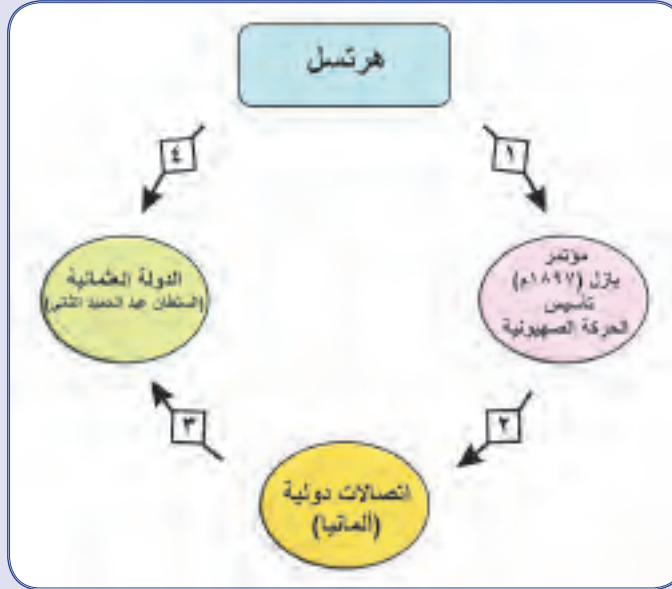 هرتسل
١
مؤتمر
بازل (١٨٩٧م)
تأسيس
الحركة الصهيونية
٢
اتصالات دولية
(ألمانيا)
٣
الدولة العثمانية
(السلطان عبد الحميد الثاني)
٤